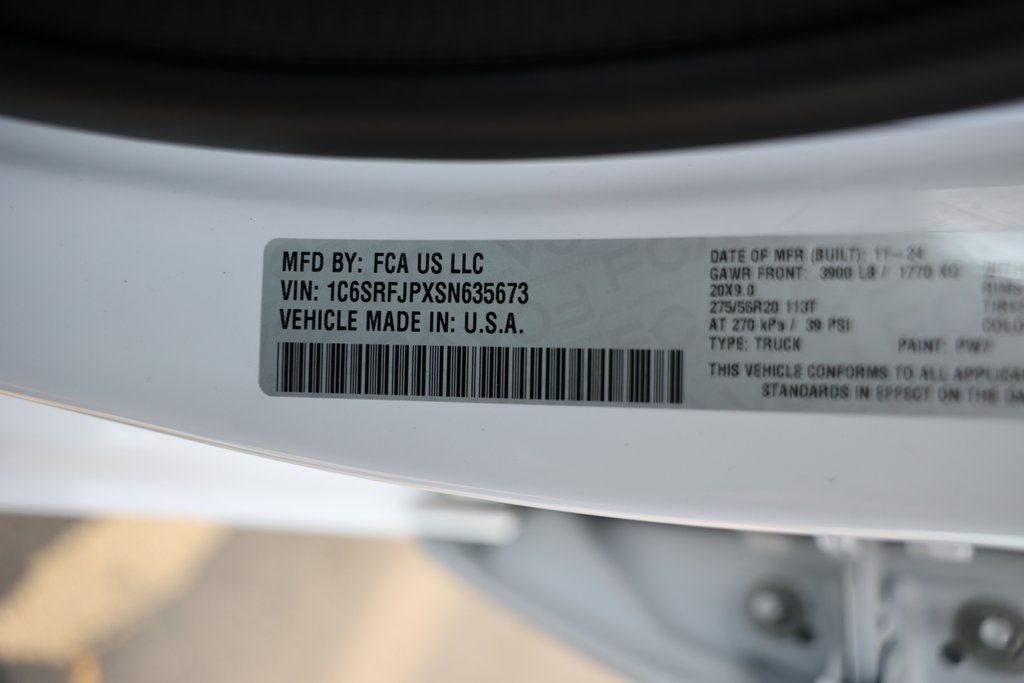 MFD BY: FCA US LLC
VIN: 1C6SRFJPXSN635673
VEHICLE MADE IN: U.S.A.
DATE OF MFR (BUILT): 11-24
GAWR FRONT: 3900 LB / 1770 KG
20X9.0
275/55R20 113T
AT 270 kPa / 39 PSI
TYPE: TRUCK PAINT: PW7
THIS VEHICLE CONFORMS TO ALL
STANDARDS IN EFFECT ON THE
WITH
RIMS